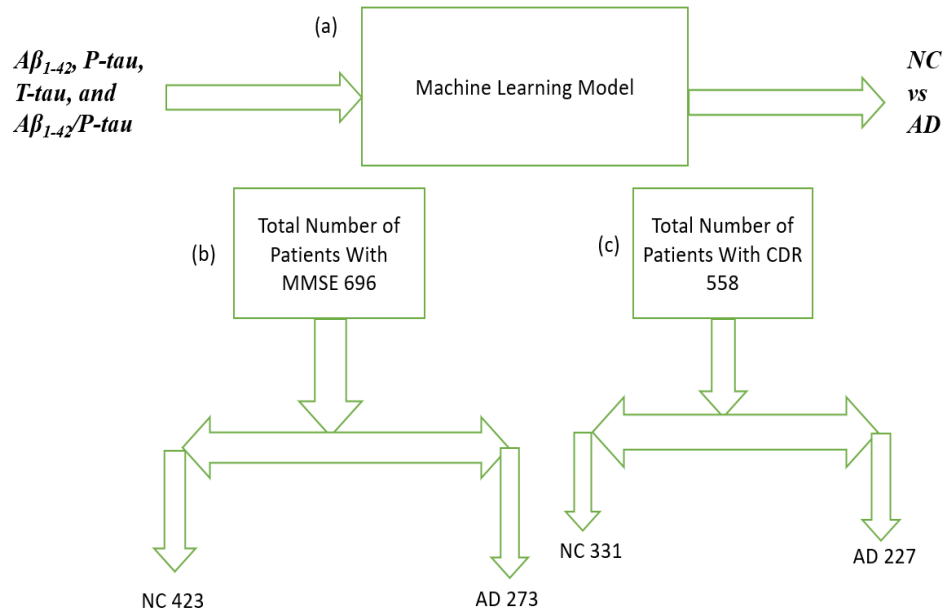 (a)
Aβ1-42, P-tau,
T-tau, and
Aβ1-42/P-tau
Machine Learning Model
NC
vs
AD
(b)
Total Number of
Patients With
MMSE 696
(c)
Total Number of
Patients With CDR
558
NC 423
AD 273
NC 331
AD 227